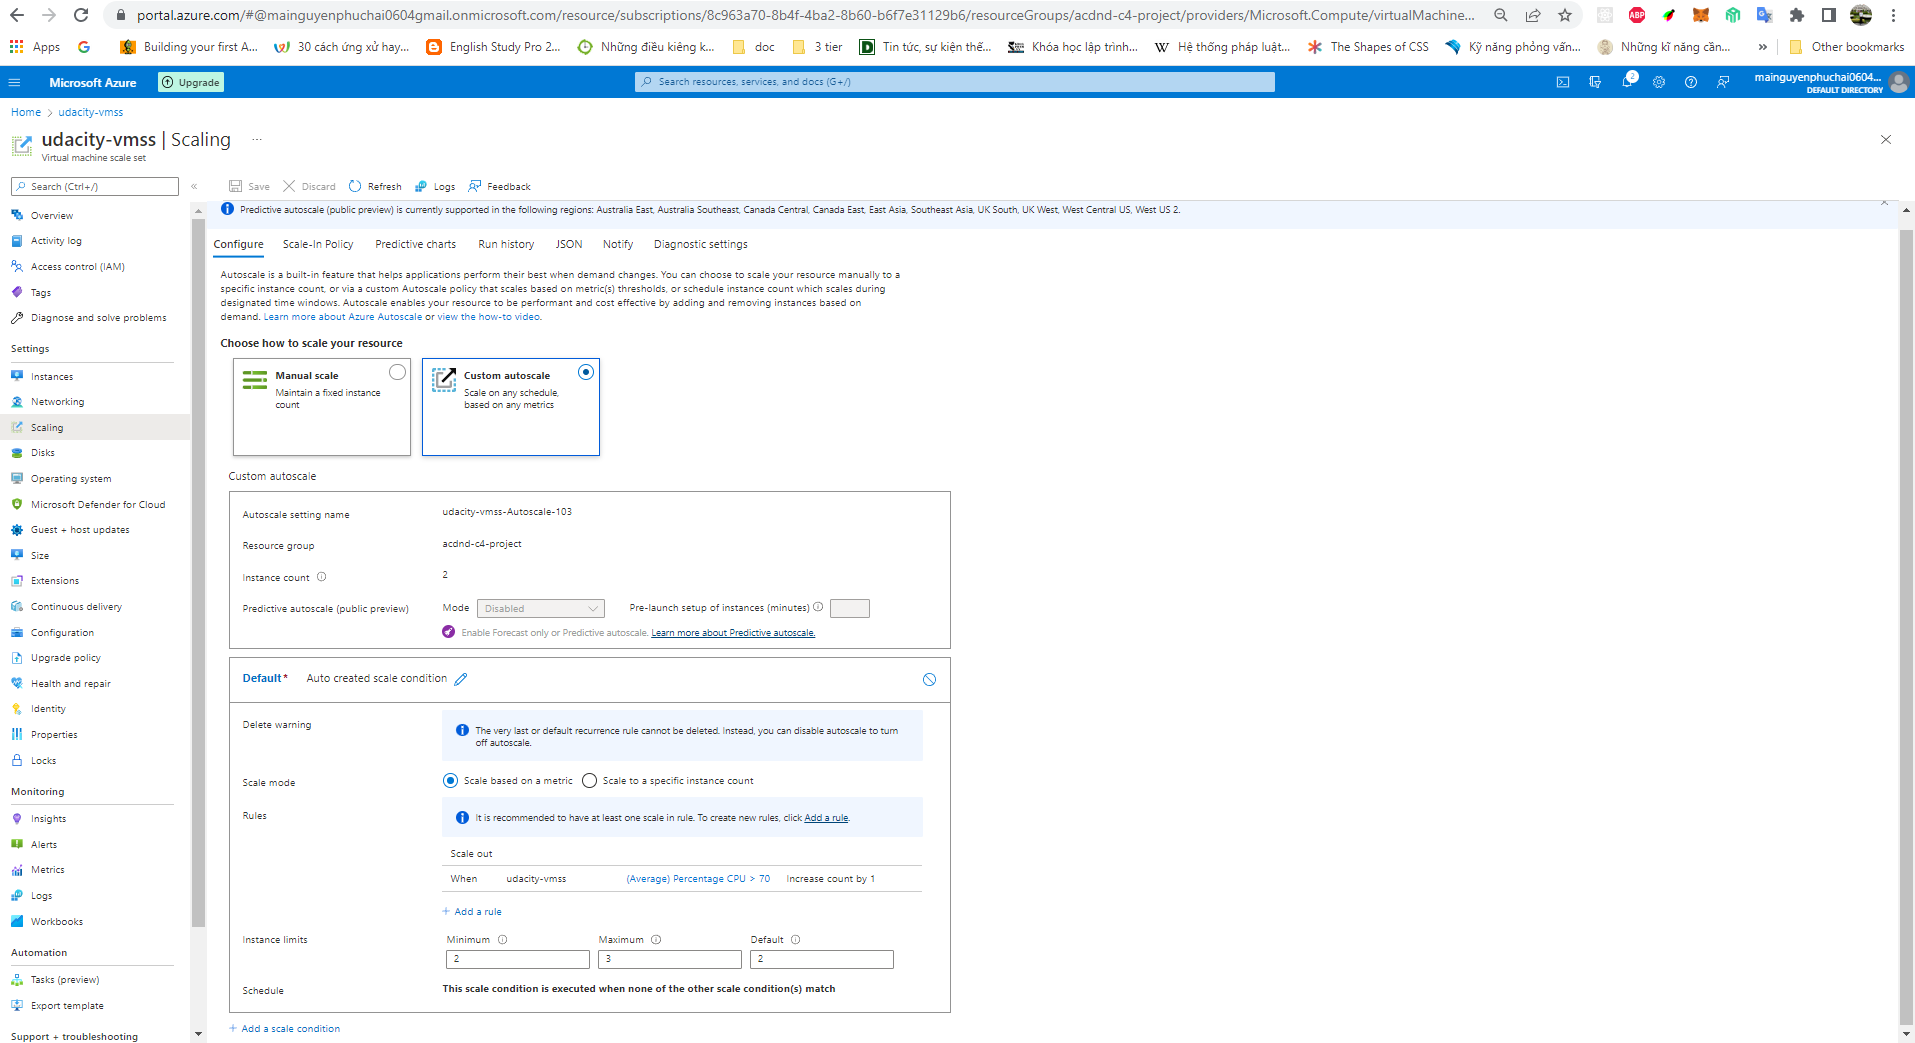 portal.azure.com/#@mainguyenphuchai0604gmail.onmicrosoft.com/resource/subscriptions/8c963a70-8b4f-4ba2-8b60-b6f7e31129b6/resourceGroups/acdnd-c4-project/providers/Microsoft.Compute/virtualMachine...
ABP
Apps
G
Building your first A...
30 cách ứng xử hay...
English Study Pro 2...
Những điều kiêng k...
doc
3 tier
Tin tức, sự kiện thế...
Khóa học lập trình...
Hệ thống pháp luật...
The Shapes of CSS
Kỹ năng phỏng vấn...
Những kĩ năng cần...
»
Other bookmarks
Microsoft Azure
Upgrade
Search resources, services, and docs (G+/)
2
mainguyenphuchai0604...
DEFAULT DIRECTORY
Home > udacity-vmss
udacity-vmss | Scaling ...
Virtual machine scale set
Search (Ctrl+/)
«
Save
Discard
Refresh
Logs
Feedback
Overview
Activity log
Access control (IAM)
Tags
Diagnose and solve problems
Settings
Instances
Networking
Scaling
Disks
Operating system
Microsoft Defender for Cloud
Guest + host updates
Size
Extensions
Continuous delivery
Configuration
Upgrade policy
Health and repair
Identity
Properties
Locks
Monitoring
Insights
Alerts
Metrics
Logs
Workbooks
Automation
Tasks (preview)
Export template
Support + troubleshooting
Predictive autoscale (public preview) is currently supported in the following regions: Australia East, Australia Southeast, Canada Central, Canada East, East Asia, Southeast Asia, UK South, UK West, West Central US, West US 2.
Configure
Scale-In Policy
Predictive charts
Run history
JSON
Notify
Diagnostic settings
Autoscale is a built-in feature that helps applications perform their best when demand changes. You can choose to scale your resource manually to a
specific instance count, or via a custom Autoscale policy that scales based on metric(s) thresholds, or schedule instance count which scales during
designated time windows. Autoscale enables your resource to be performant and cost effective by adding and removing instances based on
demand. Learn more about Azure Autoscale or view the how-to video.
Choose how to scale your resource
Manual scale
Maintain a fixed instance
count
Custom autoscale
Scale on any schedule,
based on any metrics
Custom autoscale
Autoscale setting name
udacity-vmss-Autoscale-103
Resource group
acdnd-c4-project
Instance count
2
Predictive autoscale (public preview)
Mode
Disabled
Pre-launch setup of instances (minutes)
Enable Forecast only or Predictive autoscale. Learn more about Predictive autoscale.
Default*
Auto created scale condition
Delete warning
The very last or default recurrence rule cannot be deleted. Instead, you can disable autoscale to turn
off autoscale.
Scale mode
Scale based on a metric
Scale to a specific instance count
Rules
It is recommended to have at least one scale in rule. To create new rules, click Add a rule.
Scale out
When
udacity-vmss
(Average) Percentage CPU > 70
Increase count by 1
+ Add a rule
Instance limits
Minimum
Maximum
Default
2
3
2
Schedule
This scale condition is executed when none of the other scale condition(s) match
+ Add a scale condition